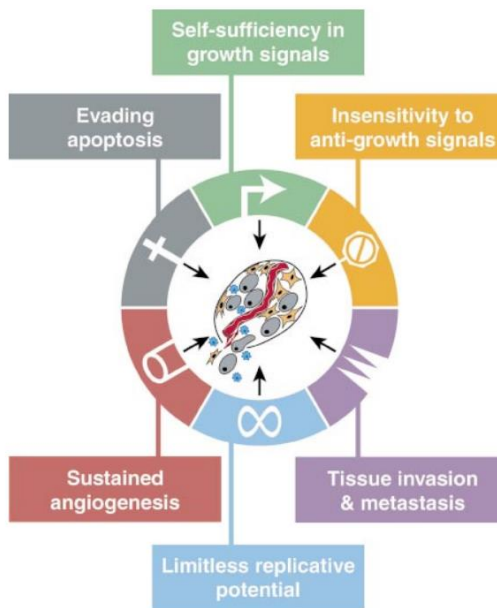 Self-sufficiency in
growth signals
Evading
apoptosis
Insensitivity to
anti-growth signals
Sustained
angiogenesis
Tissue invasion
& metastasis
Limitless replicative
potential